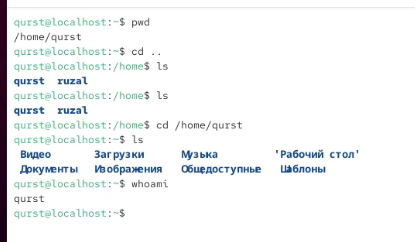 qurst@localhost:~$ pwd
/home/qurst
qurst@localhost:~$ cd ..
qurst@localhost:/home$ ls
qurst  ruzal
qurst@localhost:/home$ ls
qurst  ruzal
qurst@localhost:/home$ cd /home/qurst
qurst@localhost:~$ ls
Видео  Загрузки  Музыка  'Рабочий стол'
Документы  Изображения  Общедоступные  Шаблоны
qurst@localhost:~$ whoami
qurst
qurst@localhost:~$